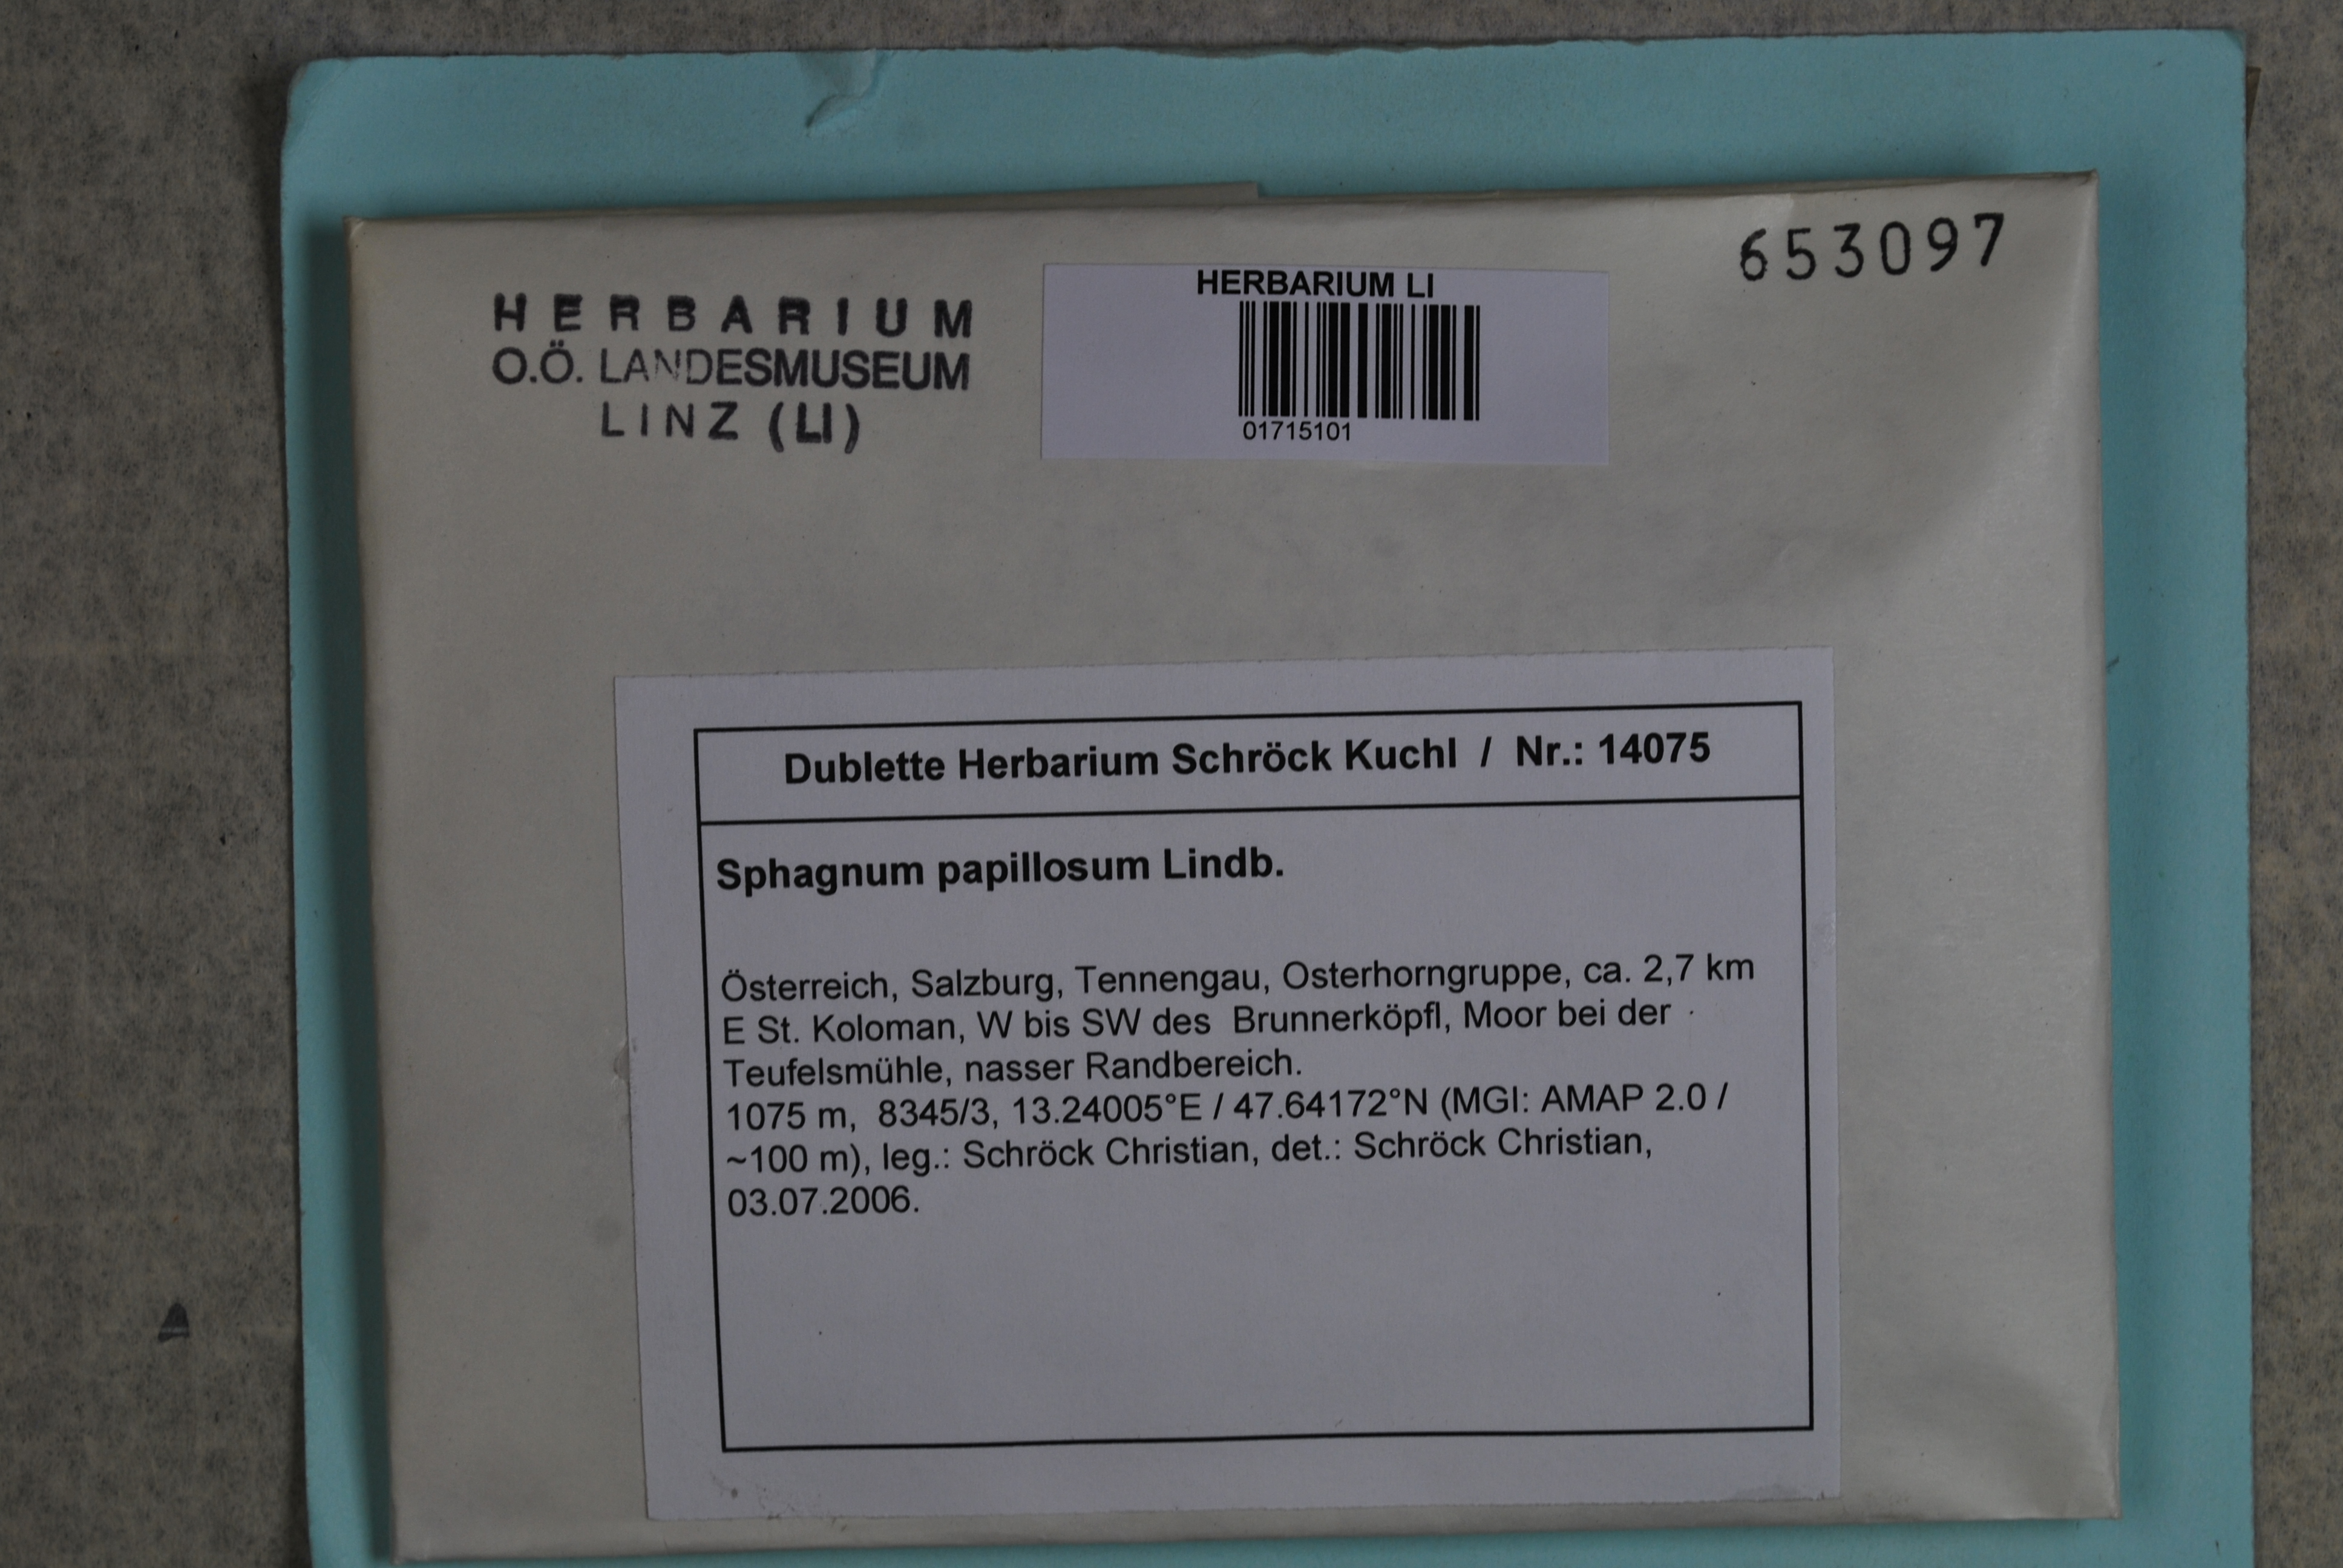 HERBARIUM
O.Ö. LANDESMUSEUM
LINZ (LI)
HERBARIUM LI
01715101
653097
Dublette Herbarium Schröck Kuchl / Nr.: 14075
Sphagnum papillosum Lindb.
Österreich, Salzburg, Tennengau, Osterhorngruppe, ca. 2,7 km
E St. Koloman, W bis SW des Brunnerköpfl, Moor bei der
Teufelsmühle, nasser Randbereich.
1075 m, 8345/3, 13.24005°E / 47.64172°N (MGI: AMAP 2.0 /
~100 m), leg.: Schröck Christian, det.: Schröck Christian,
03.07.2006.